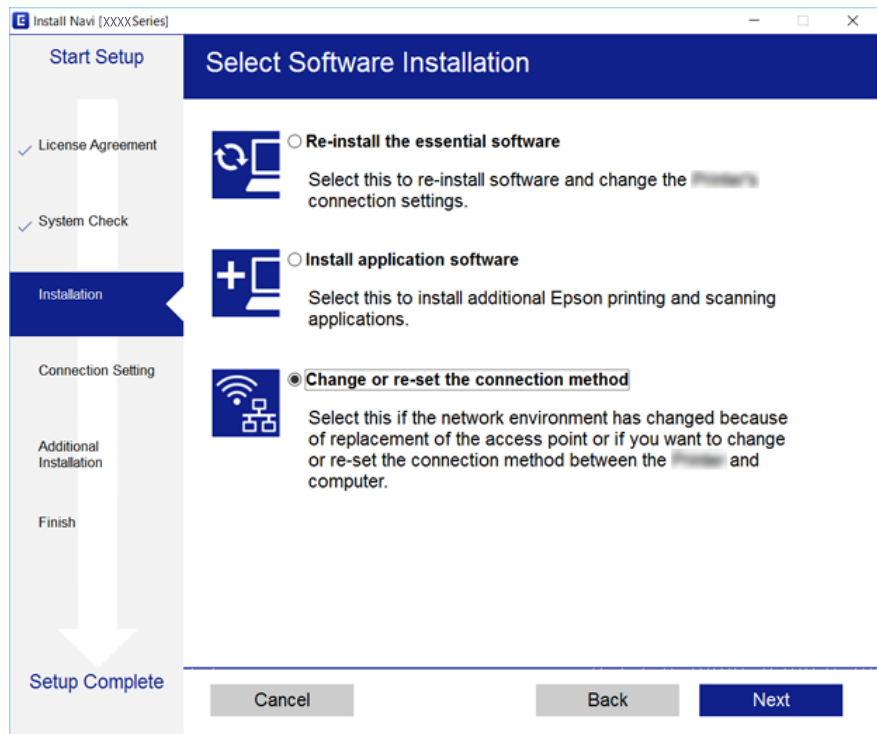 E Install Navi [XXXX Series]
Start Setup
License Agreement
System Check
Installation
Connection Setting
Additional
Installation
Finish
Setup Complete
Select Software Installation
Re-install the essential software
Select this to re-install software and change the
connection settings.
Install application software
Select this to install additional Epson printing and scanning
applications.
Change or re-set the connection method
Select this if the network environment has changed because
of replacement of the access point or if you want to change
or re-set the connection method between the and
computer.
Cancel
Back
Next